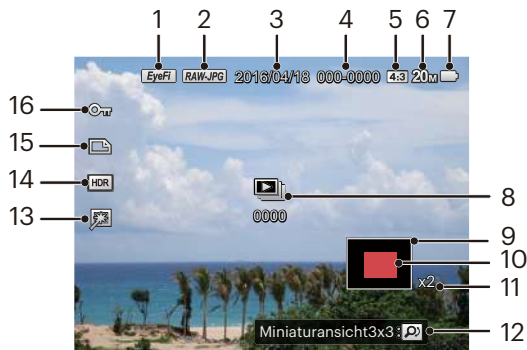 1 2 3 4 5 6 7
EyeFi RAW-JPG 2016/04/18 000-0000 4:3 20M
16
15
14 HDR
13
0000
8
9
10
x2 11
Miniaturansicht3x3: 12